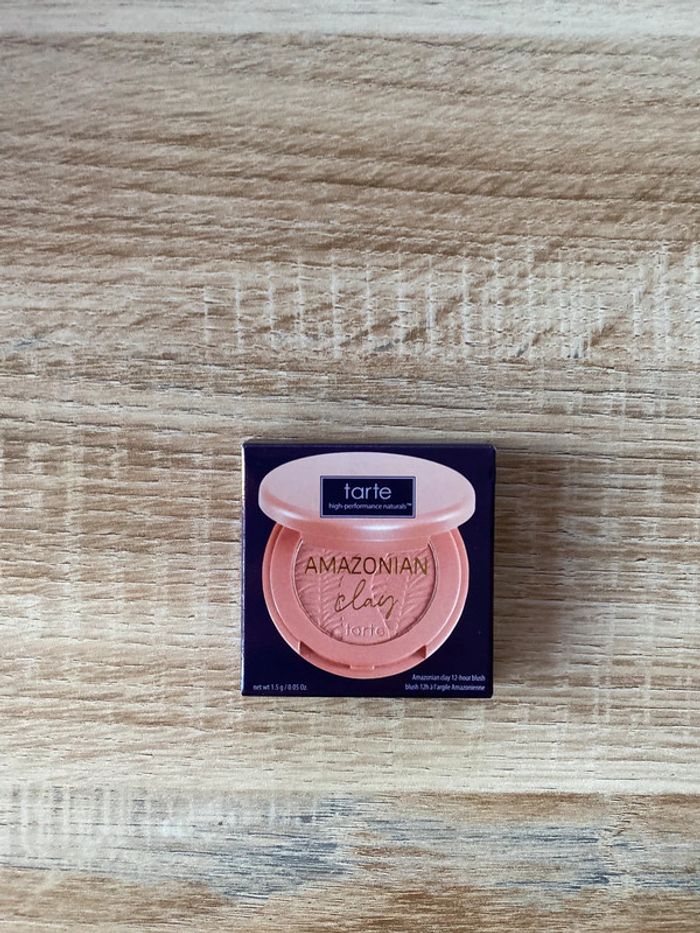 tarte
high-performance naturals™
AMAZONIAN
clay
tarte
Amazonian clay 12-hour blush
net wt 1.5 g / 0.05 Oz.
blush 12h à l'argile Amazonienne